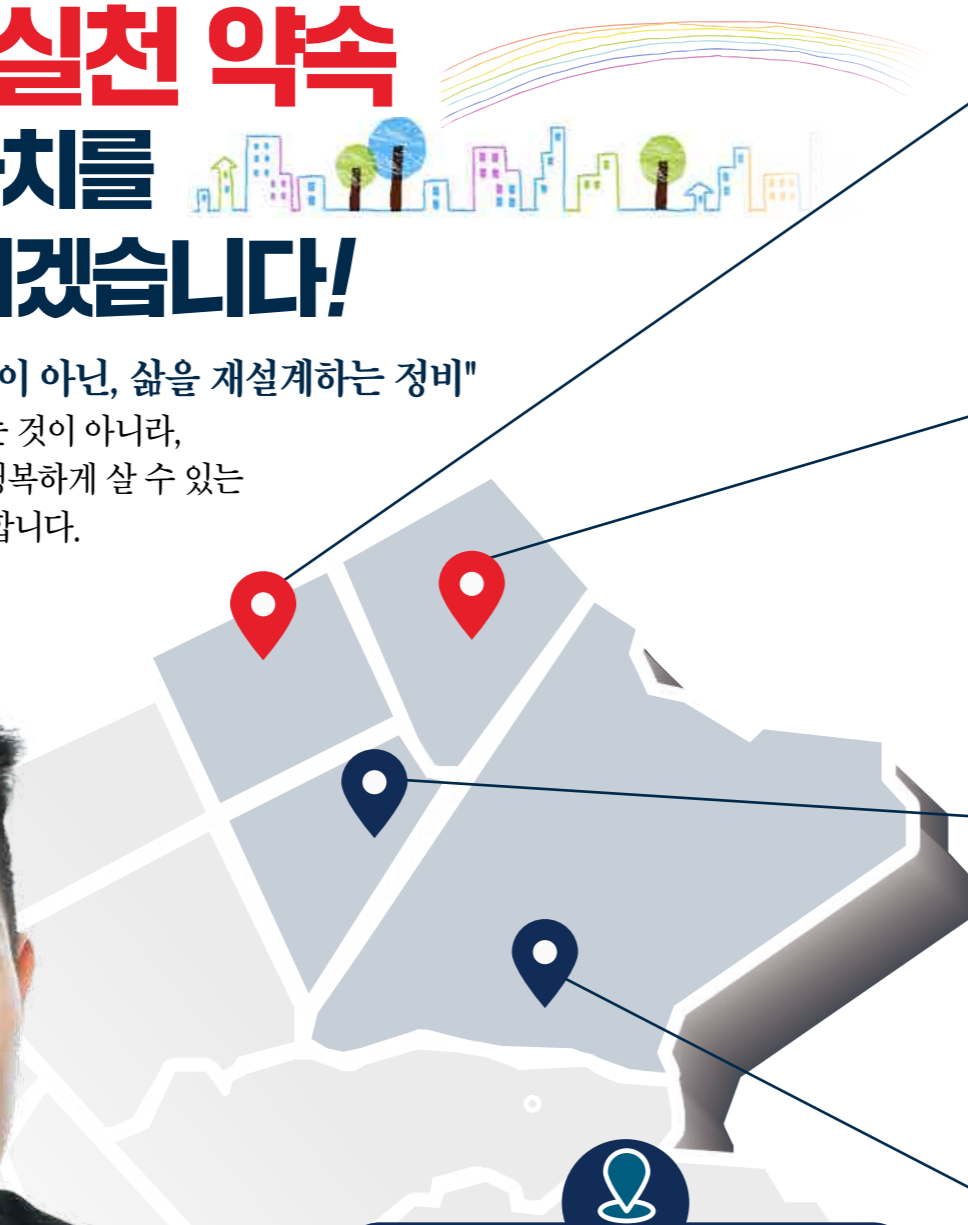 실천 약속
치를
겠습니다!
이 아닌, 삶을 재설계하는 정비"
는 것이 아니라,
행복하게 살 수 있는
합니다.